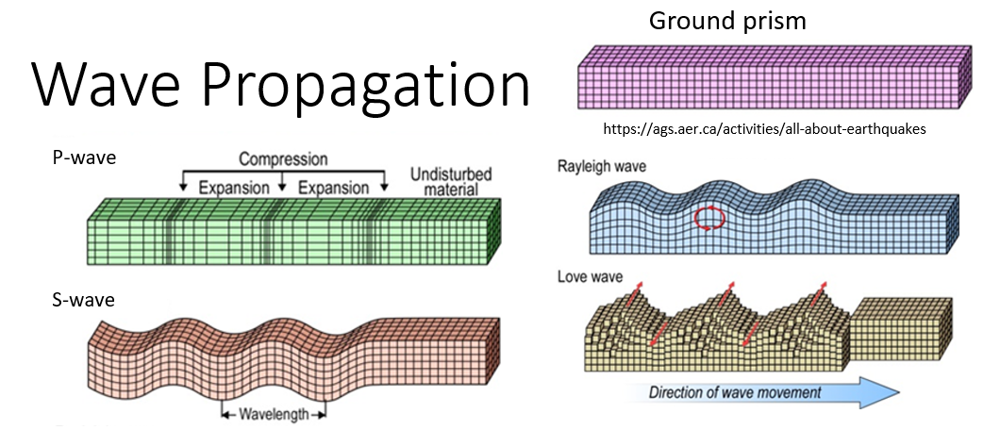 Wave Propagation
Ground prism
https://ags.aer.ca/activities/all-about-earthquakes
P-wave
Compression
Expansion
Expansion
Undisturbed
material
S-wave
Wavelength
Rayleigh wave
Love wave
Direction of wave movement